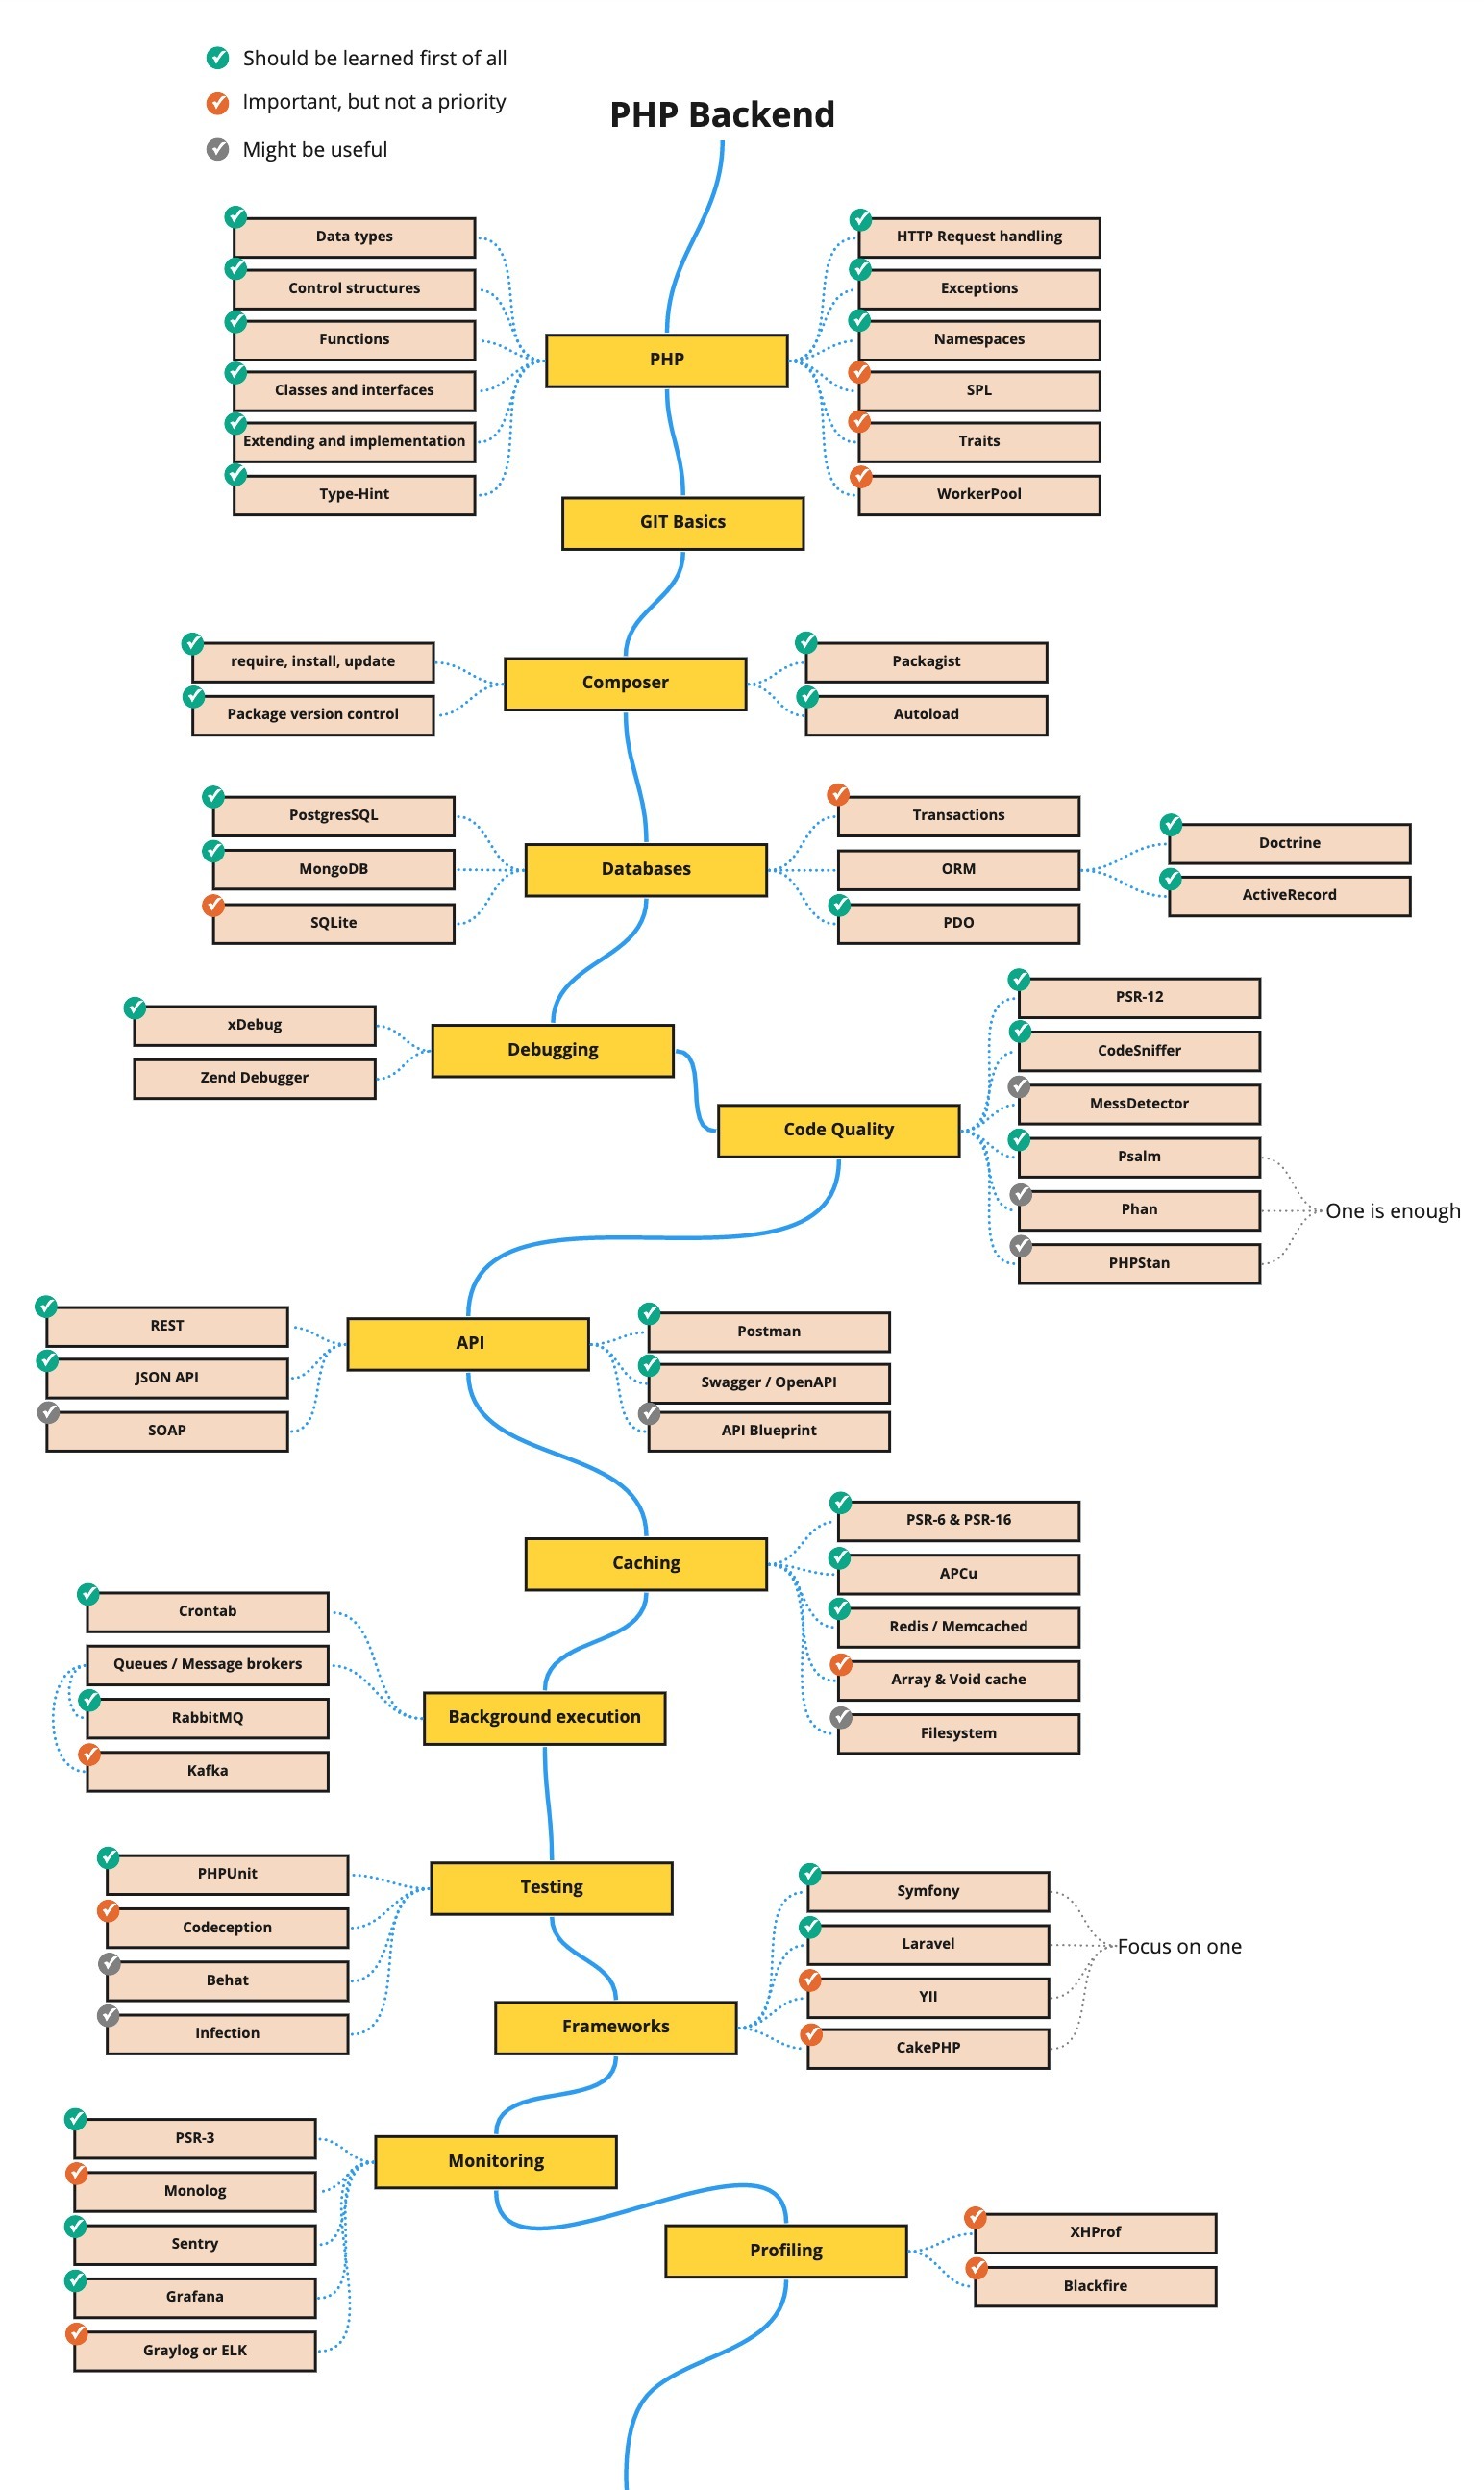 Should be learned first of all
Important, but not a priority
Might be useful
PHP Backend
Data types
Control structures
Functions
Classes and interfaces
Extending and implementation
Type-Hint
PHP
HTTP Request handling
Exceptions
Namespaces
SPL
Traits
WorkerPool
GIT Basics
require, install, update
Package version control
Composer
Packagist
Autoload
PostgresSQL
MongoDB
SQLite
Databases
Transactions
ORM
PDO
Doctrine
ActiveRecord
xDebug
Zend Debugger
Debugging
Code Quality
PSR-12
CodeSniffer
MessDetector
Psalm
Phan
PHPStan
One is enough
REST
JSON API
SOAP
API
Postman
Swagger / OpenAPI
API Blueprint
Caching
PSR-6 & PSR-16
APCu
Redis / Memcached
Array & Void cache
Filesystem
Crontab
Queues / Message brokers
RabbitMQ
Kafka
Background execution
PHPUnit
Codeception
Behat
Infection
Testing
Frameworks
Symfony
Laravel
YII
CakePHP
Focus on one
PSR-3
Monolog
Sentry
Grafana
Graylog or ELK
Monitoring
Profiling
XHProf
Blackfire